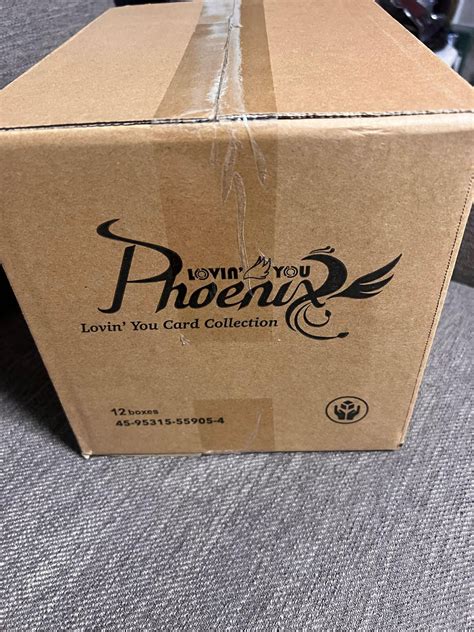 LOVIN' YOU
Phoenix
Lovin' You Card Collection
12 boxes
45-95315-55905-4